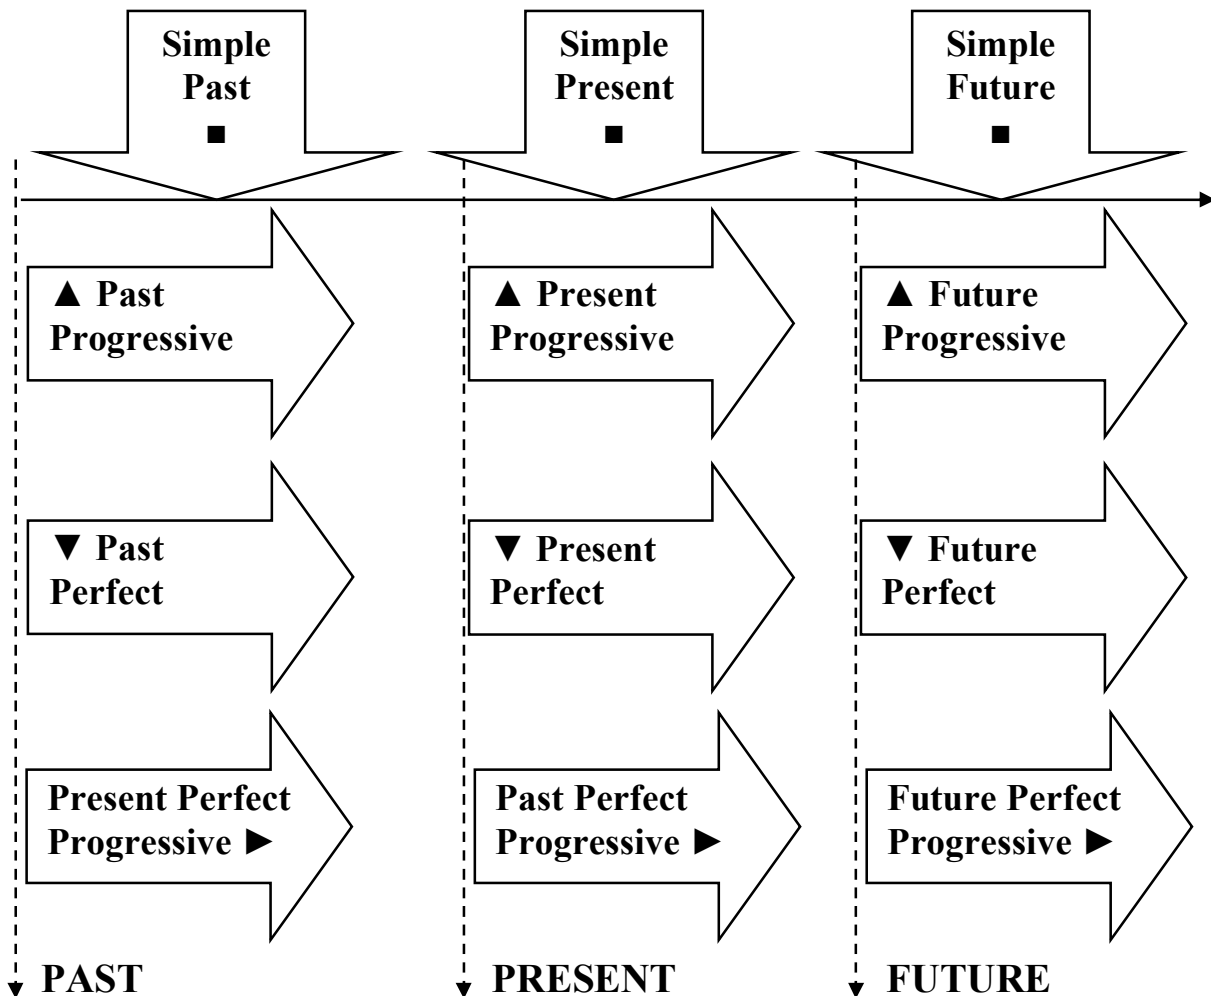 Simple
Past
■
Simple
Present
■
Simple
Future
■
▲ Past
Progressive
▲ Present
Progressive
▲ Future
Progressive
▼ Past
Perfect
▼ Present
Perfect
▼ Future
Perfect
Present Perfect
Progressive ►
Past Perfect
Progressive ►
Future Perfect
Progressive ►
PAST
PRESENT
FUTURE